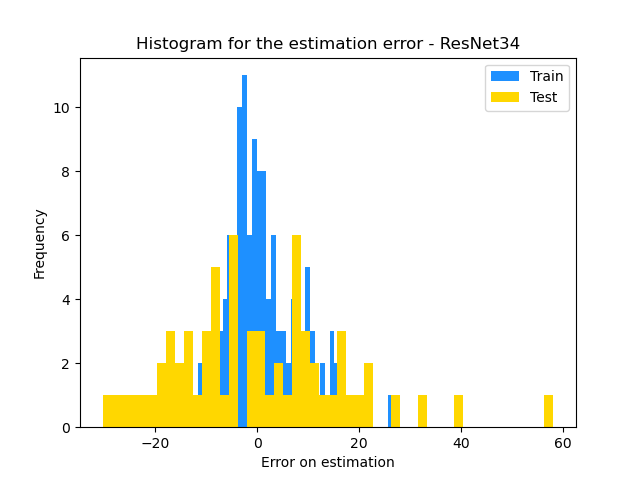 Histogram for the estimation error - ResNet34
Train
Test
Frequency
10
8
6
4
2
0
−20
0
20
40
60
Error on estimation